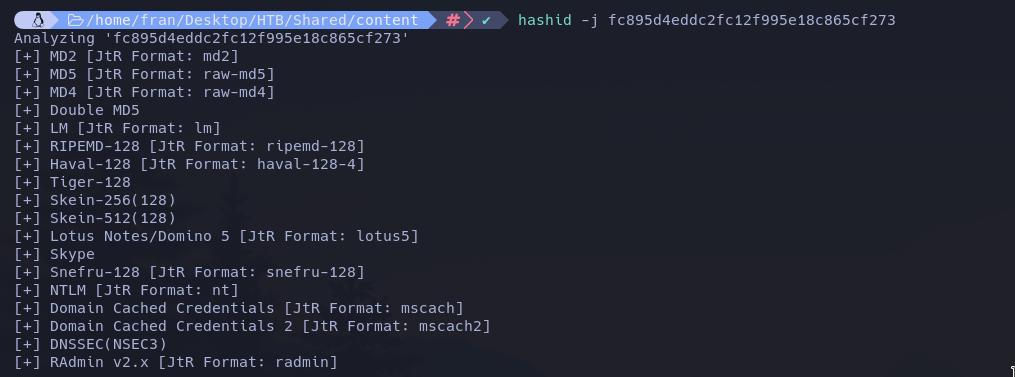 /home/fran/Desktop/HTB/Shared/content # ✔ hashid -j fc895d4eddc2fc12f995e18c865cf273
Analyzing 'fc895d4eddc2fc12f995e18c865cf273'
[+] MD2 [JtR Format: md2]
[+] MD5 [JtR Format: raw-md5]
[+] MD4 [JtR Format: raw-md4]
[+] Double MD5
[+] LM [JtR Format: lm]
[+] RIPEMD-128 [JtR Format: ripemd-128]
[+] Haval-128 [JtR Format: haval-128-4]
[+] Tiger-128
[+] Skein-256(128)
[+] Skein-512(128)
[+] Lotus Notes/Domino 5 [JtR Format: lotus5]
[+] Skype
[+] Snefru-128 [JtR Format: snefru-128]
[+] NTLM [JtR Format: nt]
[+] Domain Cached Credentials [JtR Format: mscach]
[+] Domain Cached Credentials 2 [JtR Format: mscach2]
[+] DNSSEC(NSEC3)
[+] RAdmin v2.x [JtR Format: radmin]